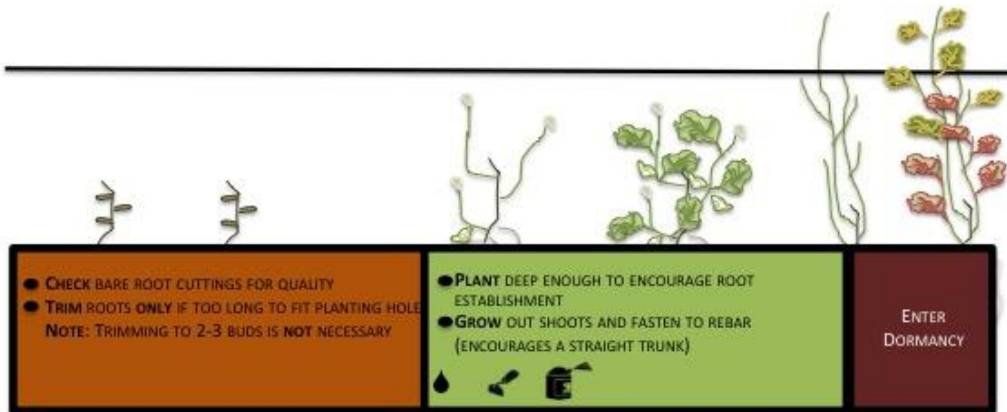 ● CHECK BARE ROOT CUTTINGS FOR QUALITY
● TRIM ROOTS ONLY IF TOO LONG TO FIT PLANTING HOLE
NOTE: TRIMMING TO 2-3 BUDS IS NOT NECESSARY
● PLANT DEEP ENOUGH TO ENCOURAGE ROOT
ESTABLISHMENT
● GROW OUT SHOOTS AND FASTEN TO REBAR
(ENCOURAGES A STRAIGHT TRUNK)
ENTER
DORMANCY